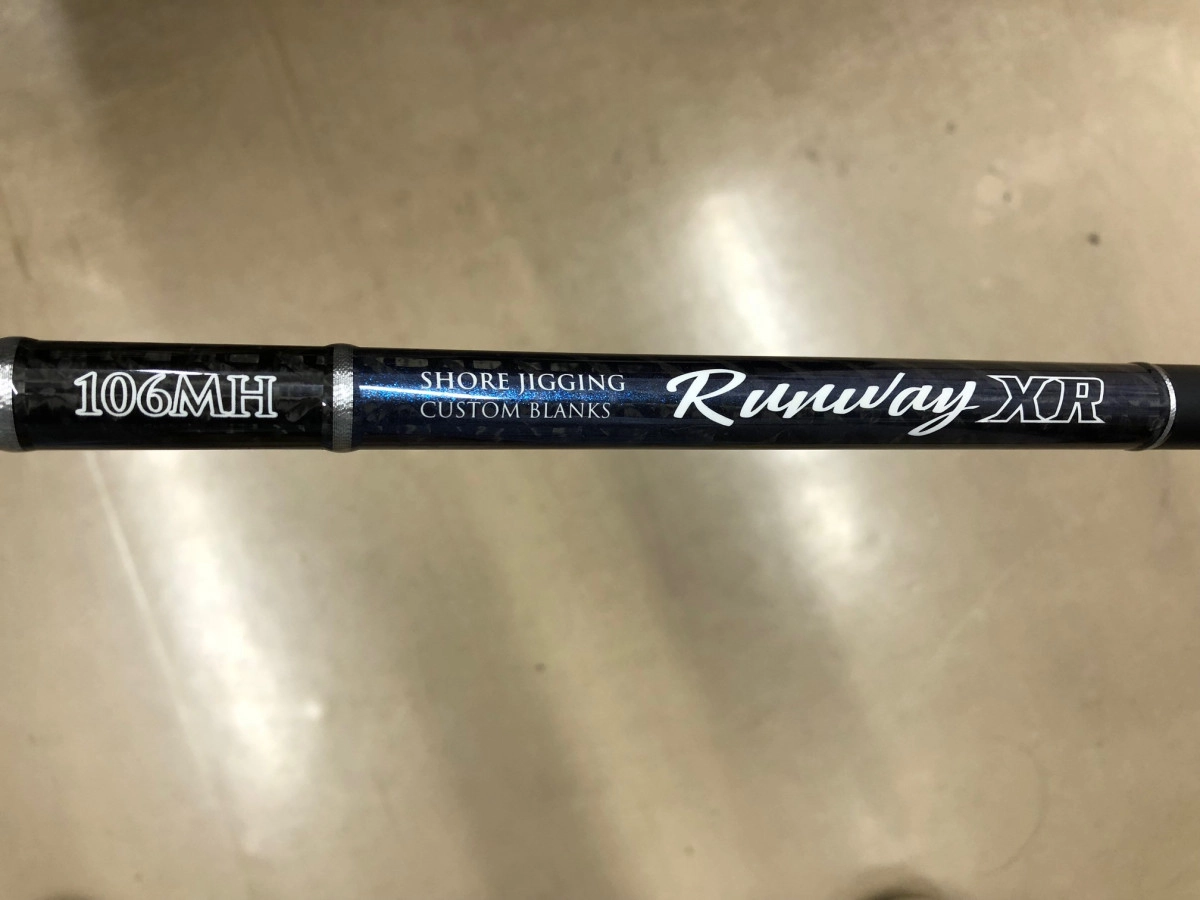 106MH
SHORE JIGGING
CUSTOM BLANKS
Runway XR